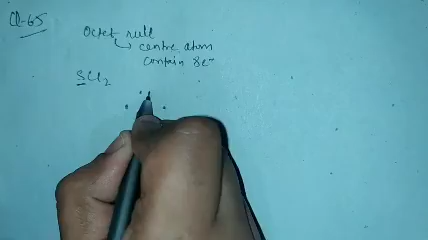 Q-65
Octet rule
centre atom
contain 8e⁻
SCl₂